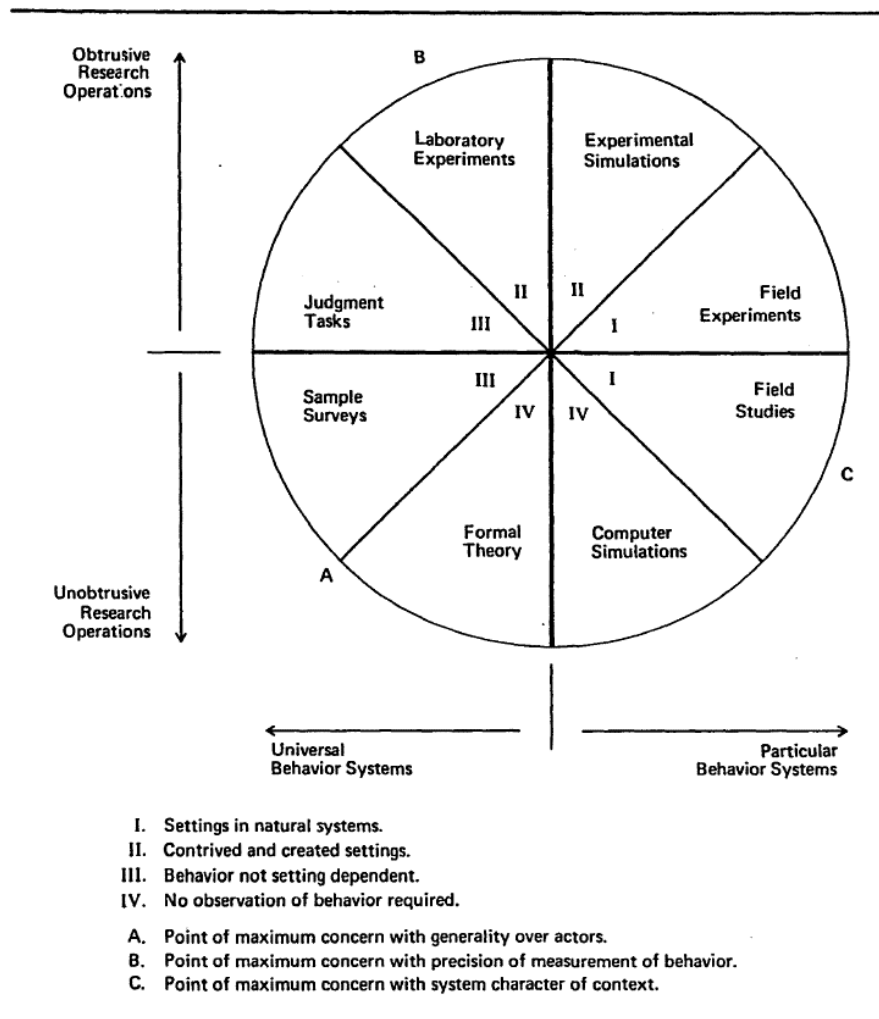 Obtrusive
Research
Operations
B
Laboratory
Experiments
Experimental
Simulations
Judgment
Tasks
II
II
Field
Experiments
III
I
III
I
Sample
Surveys
IV
IV
Field
Studies
C
Formal
Theory
Computer
Simulations
A
Unobtrusive
Research
Operations
Universal
Behavior Systems
Particular
Behavior Systems
I. Settings in natural systems.
II. Contrived and created settings.
III. Behavior not setting dependent.
IV. No observation of behavior required.
A. Point of maximum concern with generality over actors.
B. Point of maximum concern with precision of measurement of behavior.
C. Point of maximum concern with system character of context.